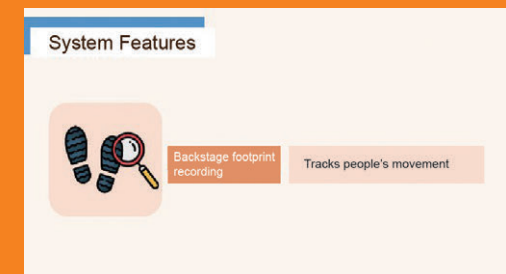 System Features
Backstage footprint
recording
Tracks people's movement